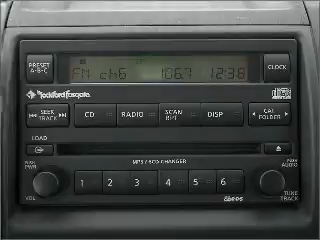 PRESET
A·B·C
FM ch6 106.7 12:38
CLOCK
Rockford Fosgate
SEEK
TRACK
CD
RADIO
SCAN
RPT
DISP
CAT
FOLDER
LOAD
MP3 / 6CD CHANGER
PUSH
PWR
PUSH
AUDIO
1 2 3 4 5 6
VOL
TUNE
TRACK